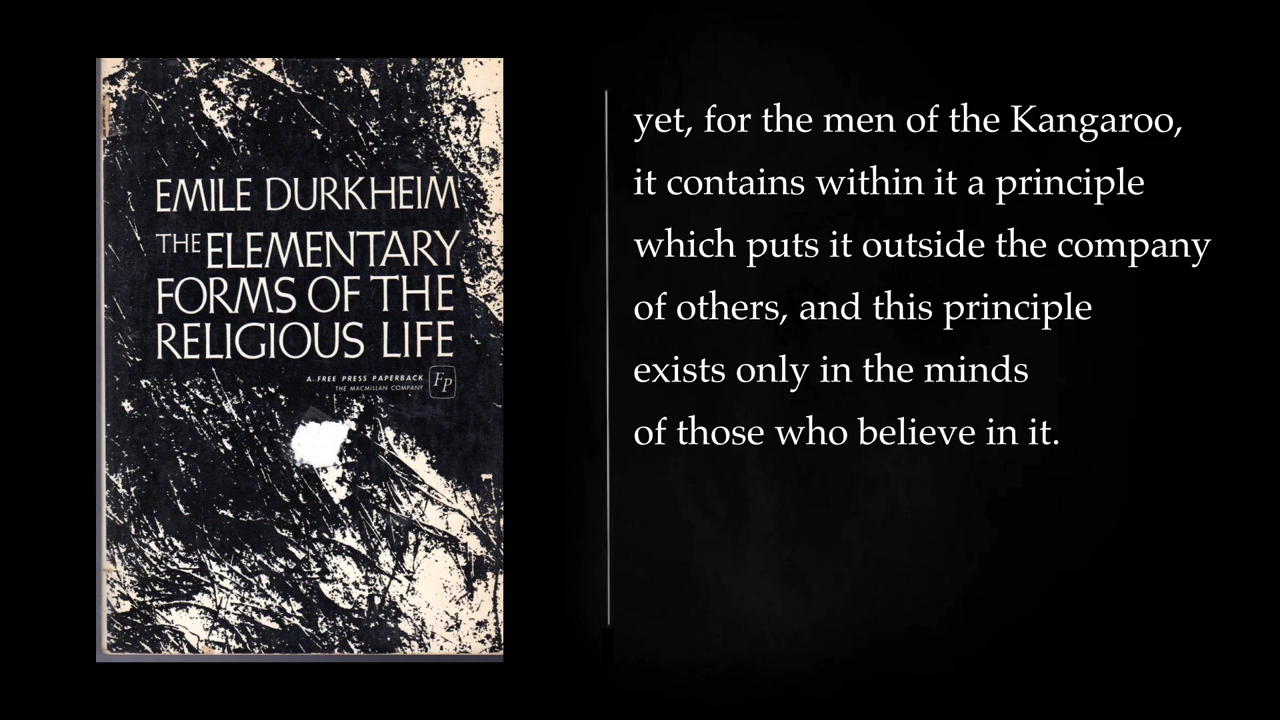 EMILE DURKHEIM
THE ELEMENTARY
FORMS OF THE
RELIGIOUS LIFE
A FREE PRESS PAPERBACK
THE MACMILLAN COMPANY
FP
yet, for the men of the Kangaroo,
it contains within it a principle
which puts it outside the company
of others, and this principle
exists only in the minds
of those who believe in it.